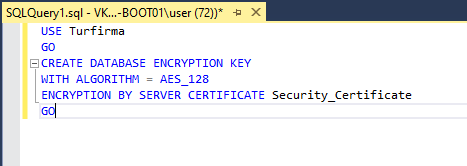 SQLQuery1.sql - VK...-BOOT01\user (72))*
USE Turfirma
GO
CREATE DATABASE ENCRYPTION KEY
WITH ALGORITHM = AES_128
ENCRYPTION BY SERVER CERTIFICATE Security_Certificate
GO